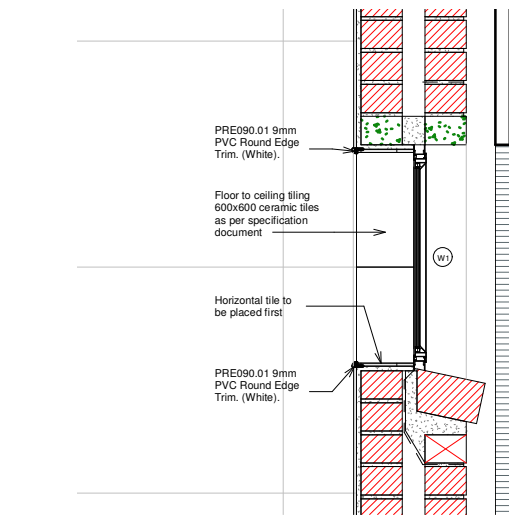 PRE090.01 9mm
PVC Round Edge
Trim. (White).
Floor to ceiling tiling
600x600 ceramic tiles
as per specification
document
W1
Horizontal tile to
be placed first
PRE090.01 9mm
PVC Round Edge
Trim. (White).